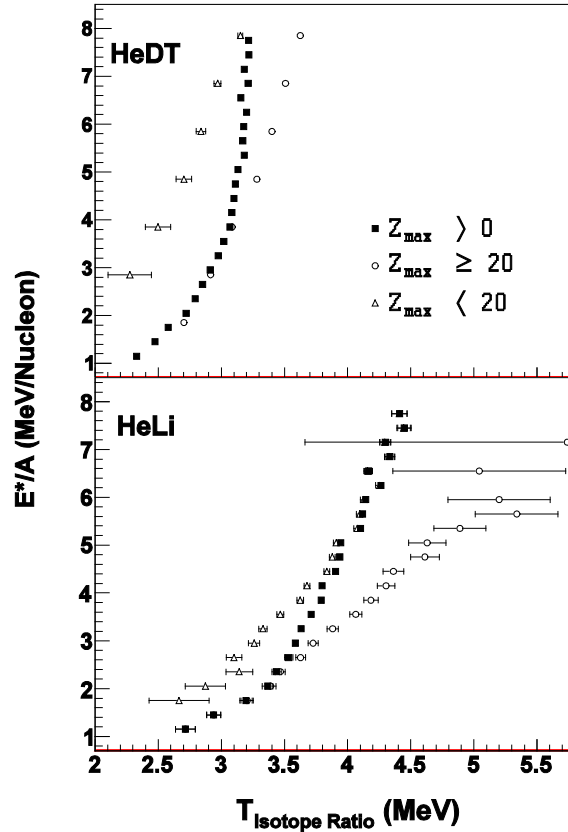 HeDT
8
7
6
5
4
3
2
1
Z_max > 0
Z_max ≥ 20
Z_max < 20
E*/A (MeV/Nucleon)
HeLi
8
7
6
5
4
3
2
1
2 2.5 3 3.5 4 4.5 5 5.5
T_Isotope Ratio (MeV)